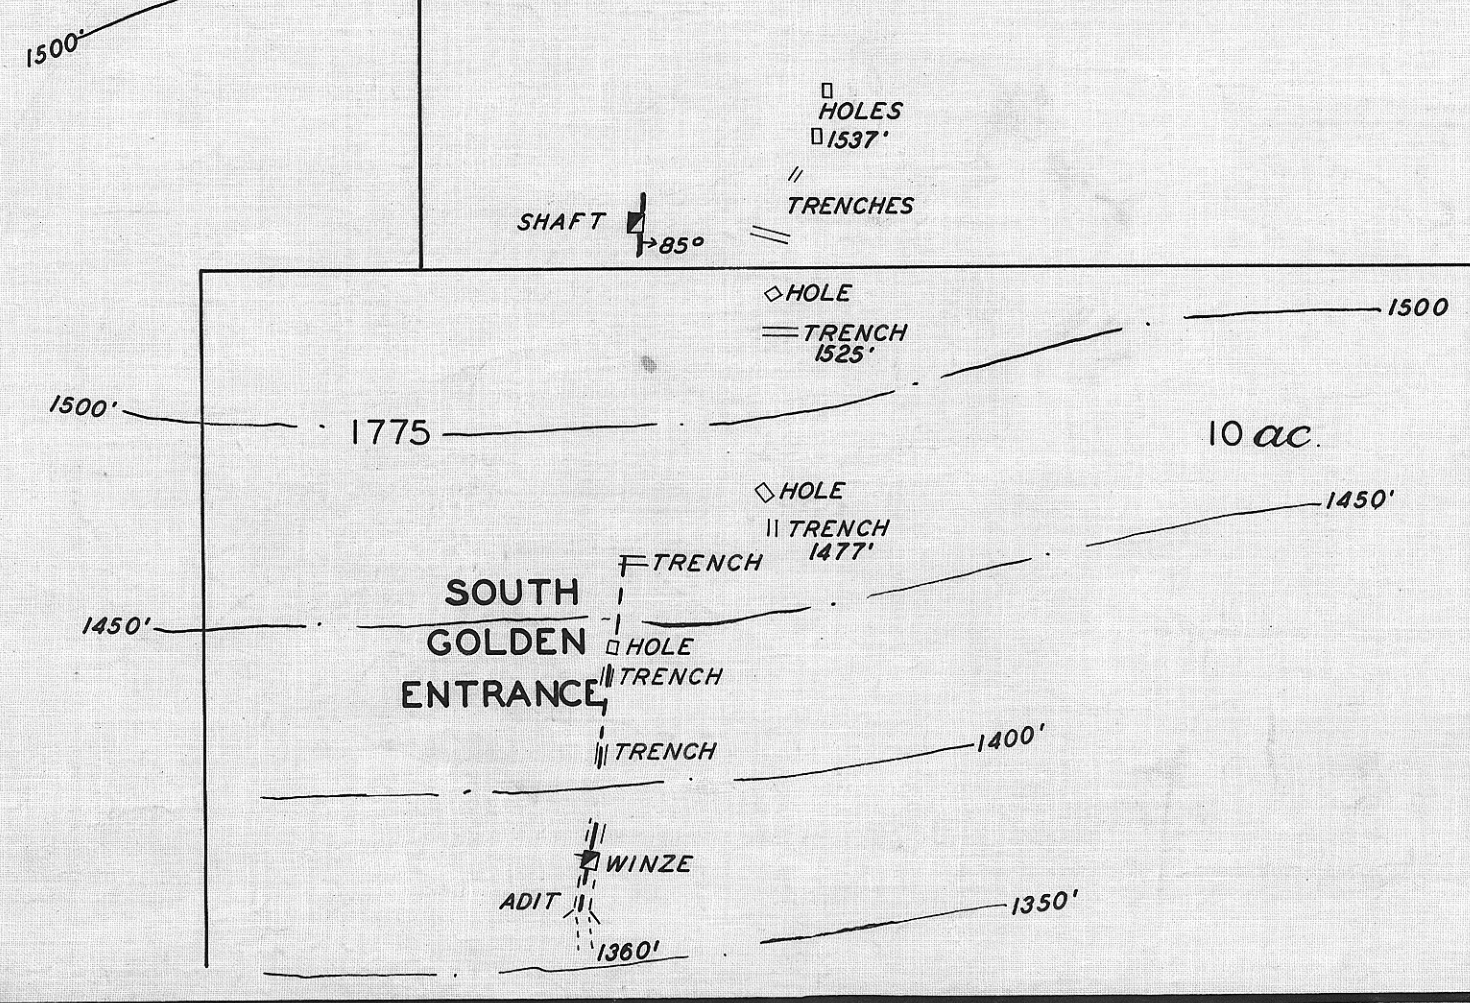 1500'
HOLES
1537'
TRENCHES
SHAFT
85°
HOLE
TRENCH
1525'
1500
1500'
1775
10 ac.
HOLE
1450'
TRENCH
1477'
TRENCH
SOUTH
1450'
GOLDEN
HOLE
TRENCH
ENTRANCE
TRENCH
1400'
WINZE
ADIT
1350'
1360'